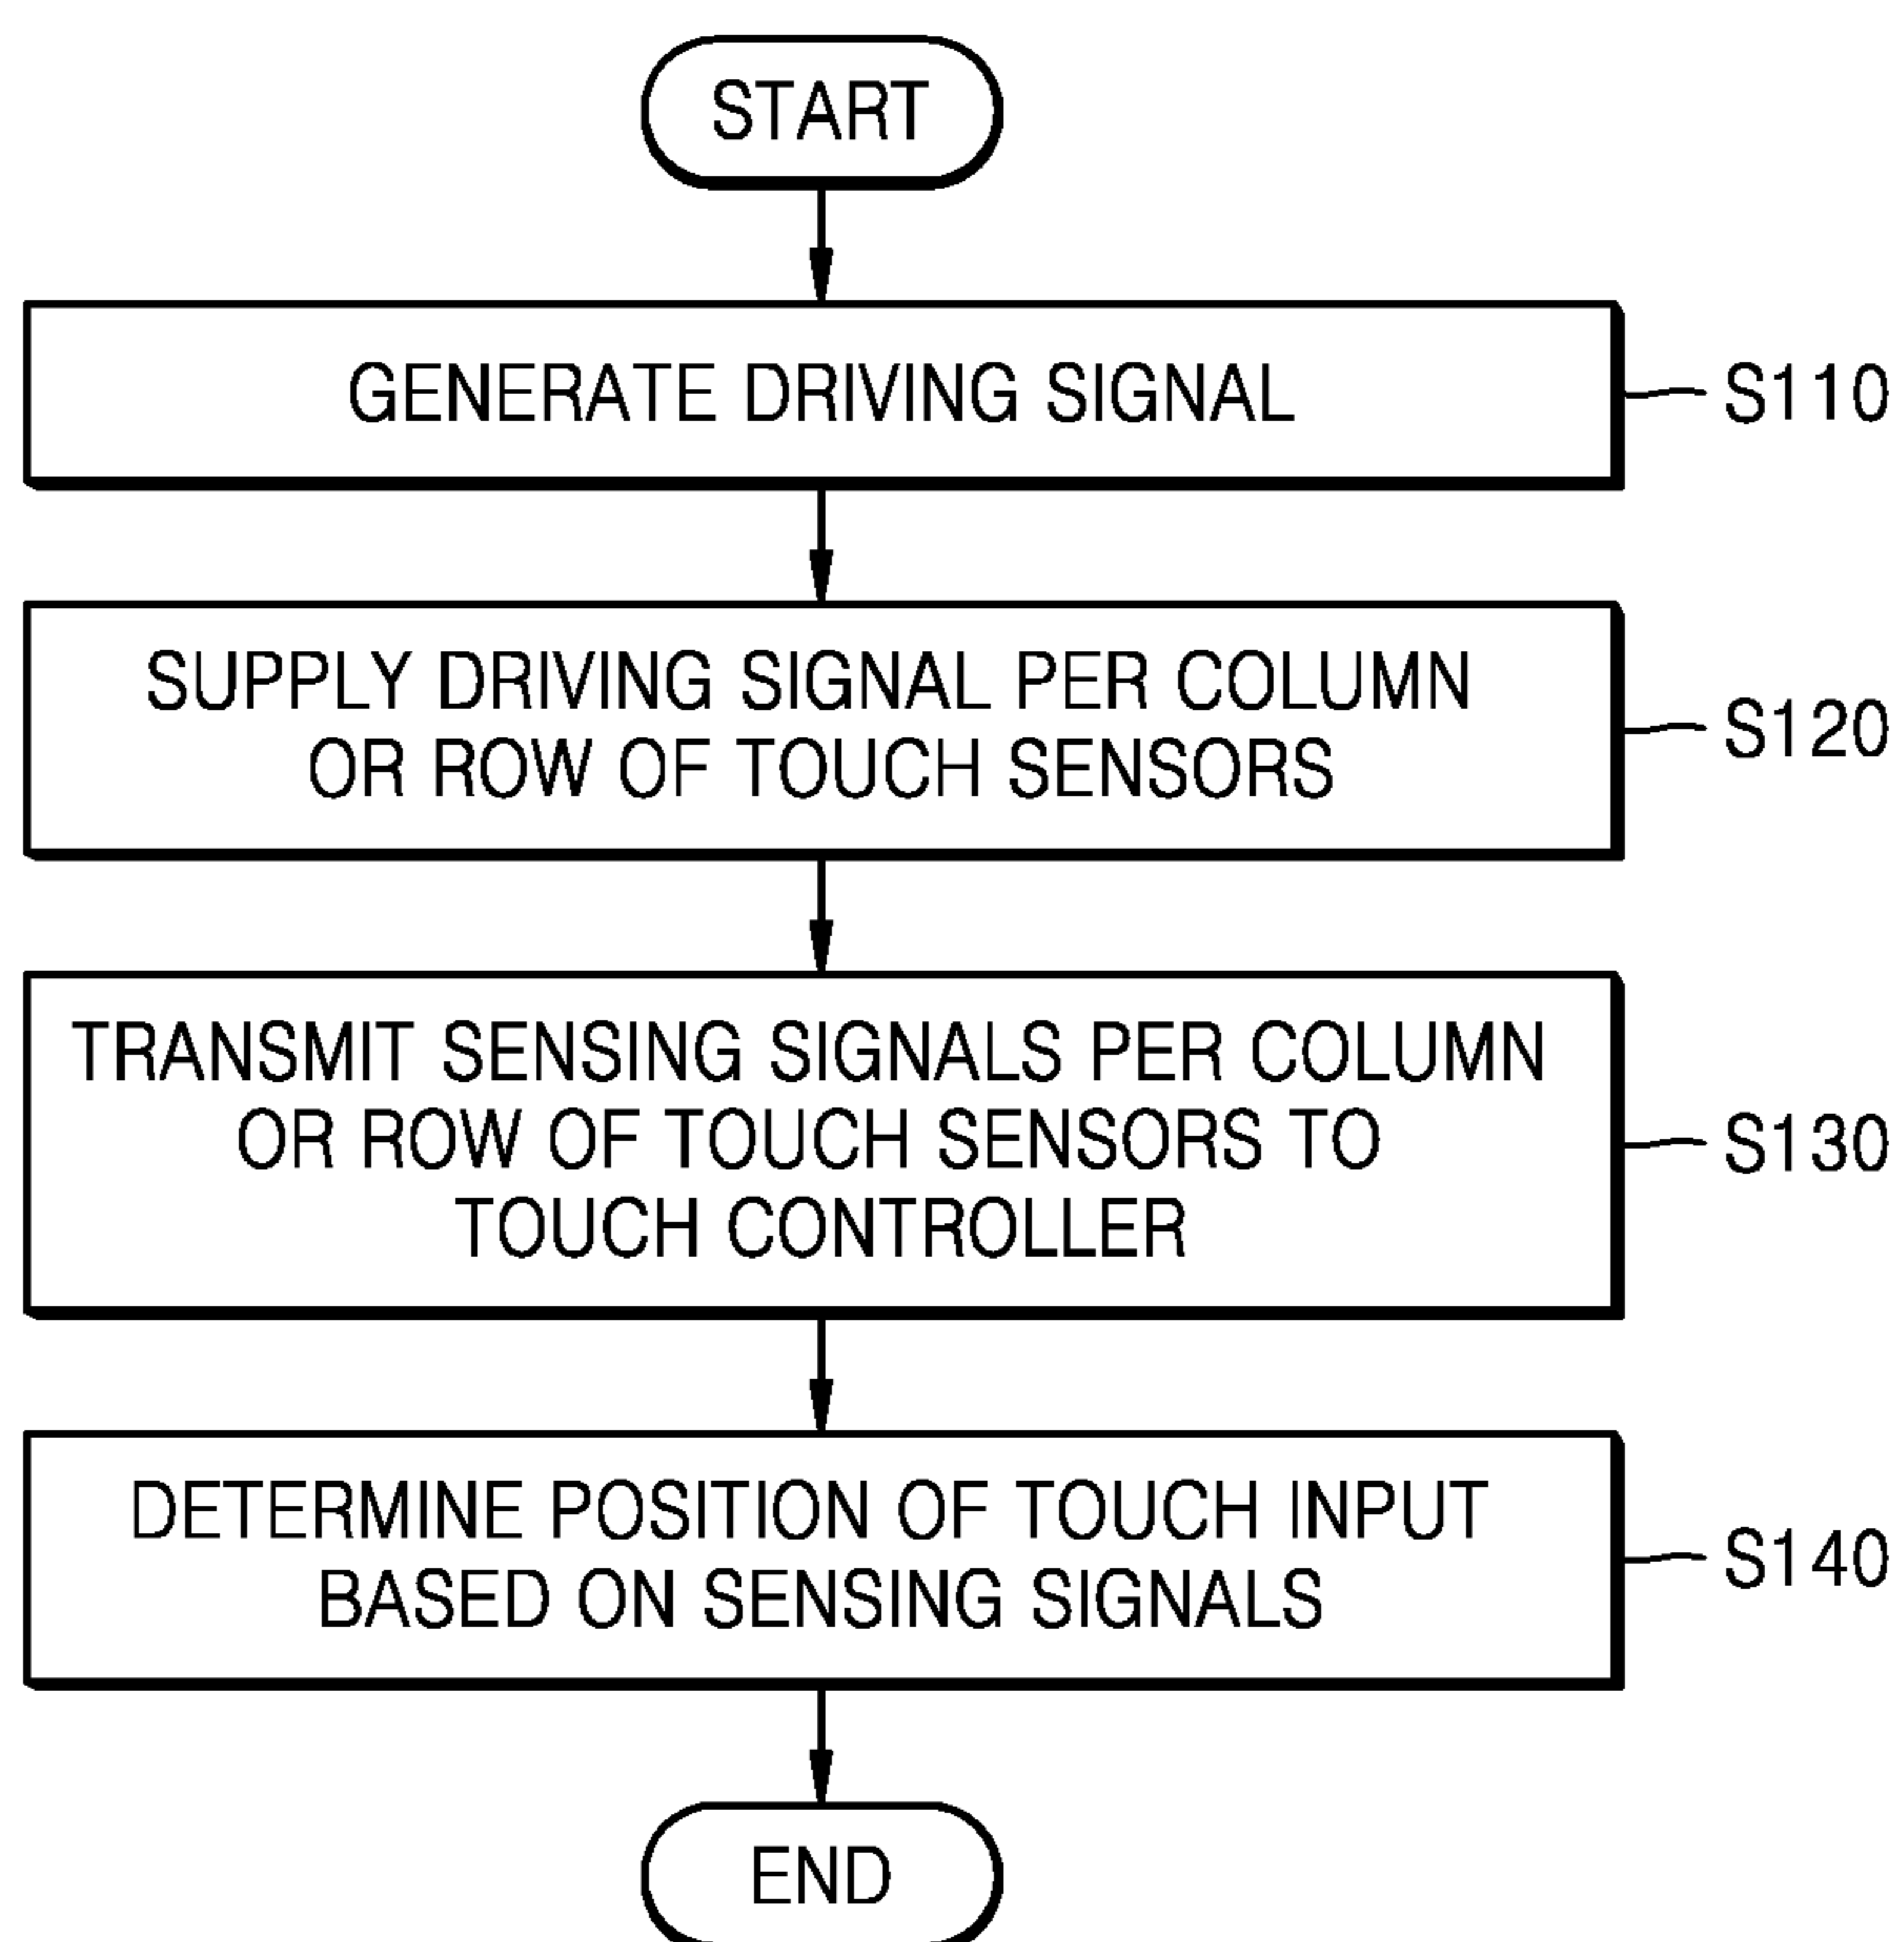 START
GENERATE DRIVING SIGNAL
S110
SUPPLY DRIVING SIGNAL PER COLUMN
OR ROW OF TOUCH SENSORS
S120
TRANSMIT SENSING SIGNALS PER COLUMN
OR ROW OF TOUCH SENSORS TO
TOUCH CONTROLLER
S130
DETERMINE POSITION OF TOUCH INPUT
BASED ON SENSING SIGNALS
S140
END